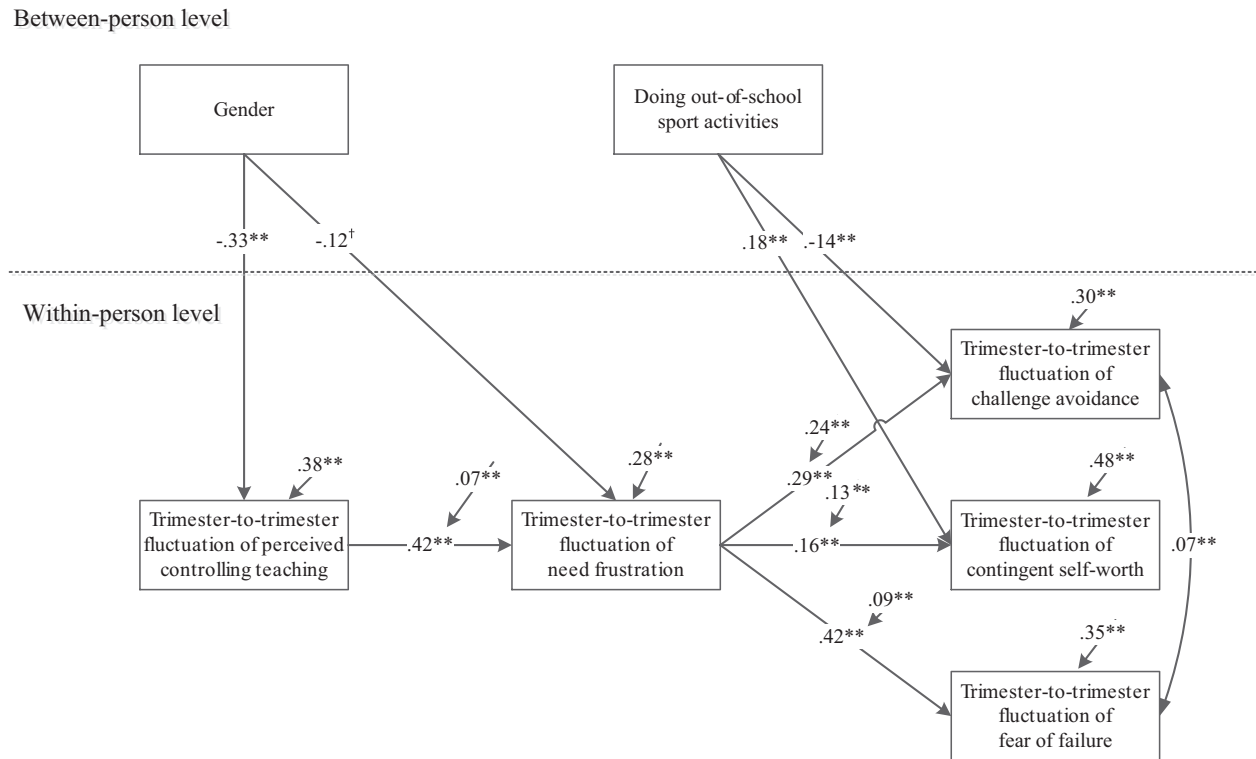 Between-person level
Gender
Doing out-of-school
sport activities
-.33**
-.12†
.18**
.-14**
Within-person level
.30**
Trimester-to-trimester
fluctuation of
challenge avoidance
.24**
.29**
.38**
.07**
.28**
.13**
.48**
Trimester-to-trimester
fluctuation of perceived
controlling teaching
.42**
Trimester-to-trimester
fluctuation of
need frustration
.16**
Trimester-to-trimester
fluctuation of
contingent self-worth
.07**
.09**
.42**
.35**
Trimester-to-trimester
fluctuation of
fear of failure